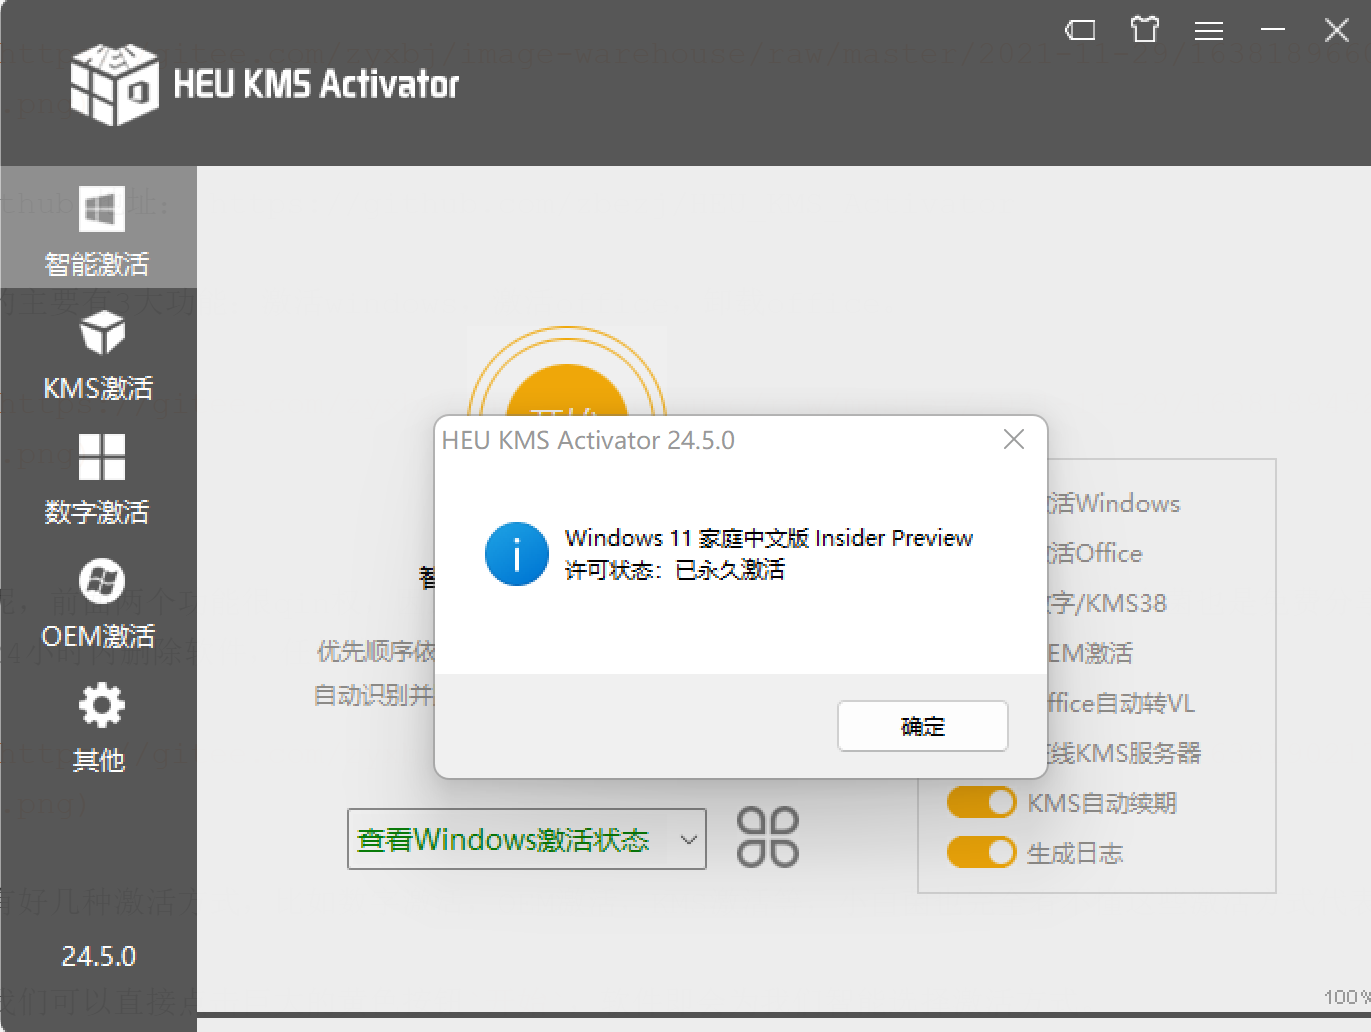 HEU KMS Activator
智能激活
KMS激活
数字激活
OEM激活
其他
24.5.0
HEU KMS Activator 24.5.0
Windows 11 家庭中文版 Insider Preview
许可状态：已永久激活
确定
优先顺序依
自动识别并
查看Windows激活状态
活Windows
活Office
字/KMS38
EM激活
ffice自动转VL
线KMS服务器
KMS自动续期
生成日志
100%